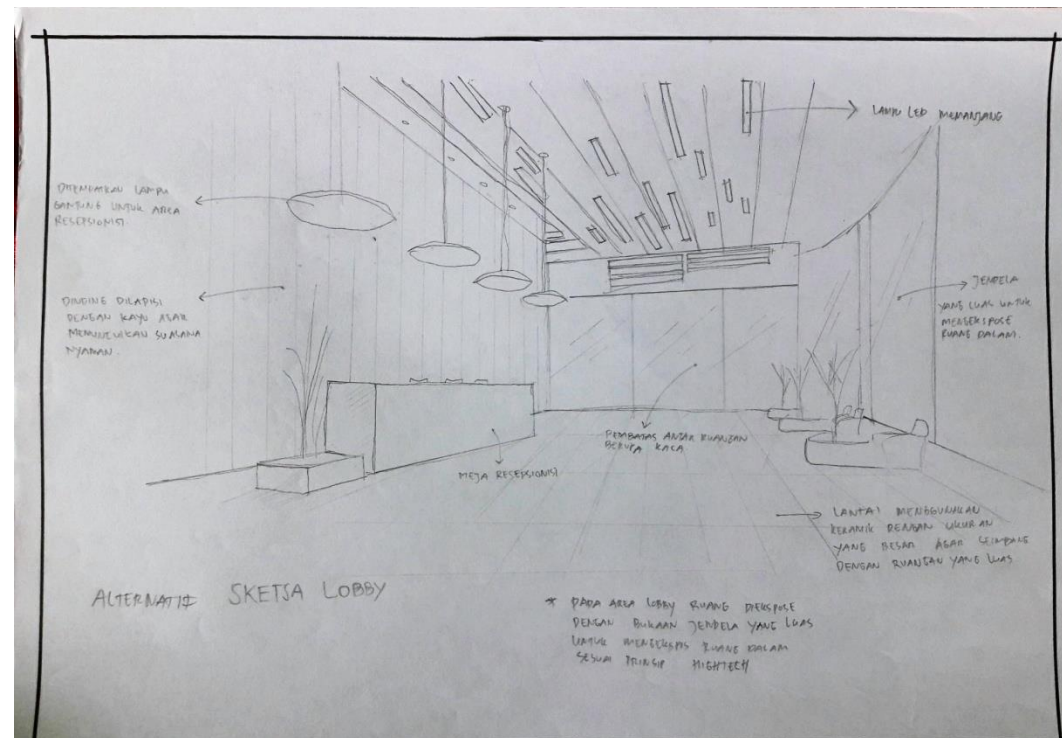 LAMPU LED MEMANJANG
DITEMPATKAN LAMPU
GANTUNG UNTUK AREA
RESEPSIONIS.
DINDING DILAPISI
DENGAN KAYU AGAR
MEMUNCULKAN SUASANA
NYAMAN.
JENDELA
YANG LUAS UNTUK
MENGEKSPOSE
RUANG DALAM.
PEMBATAS ANTAR RUANGAN
BERUPA KACA
MEJA RESEPSIONIS
LANTAI MENGGUNAKAN
KERAMIK DENGAN UKURAN
YANG BESAR AGAR SEIMBANG
DENGAN RUANGAN YANG LUAS
ALTERNATIF SKETSA LOBBY
* PADA AREA LOBBY RUANG DIEKSPOSE
DENGAN BUKAAN JENDELA YANG LUAS
UNTUK MENGEKSPOS RUANG DALAM
SESUAI PRINSIP HIGHTECH